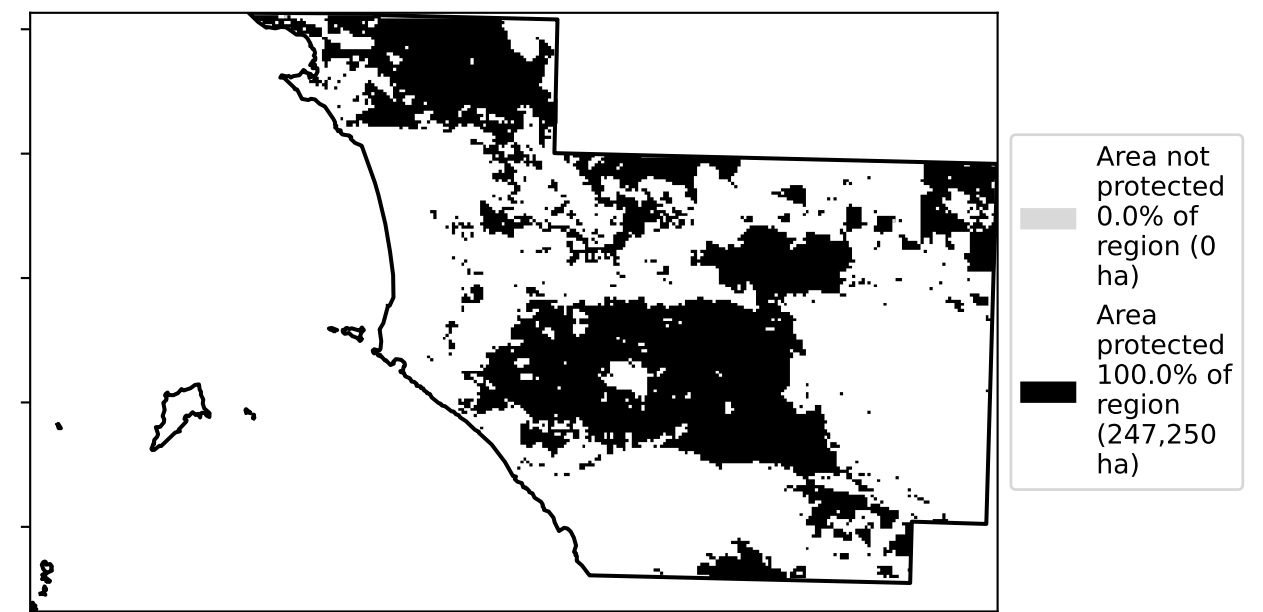 Area not
protected
0.0% of
region (0
ha)
Area
protected
100.0% of
region
(247,250
ha)